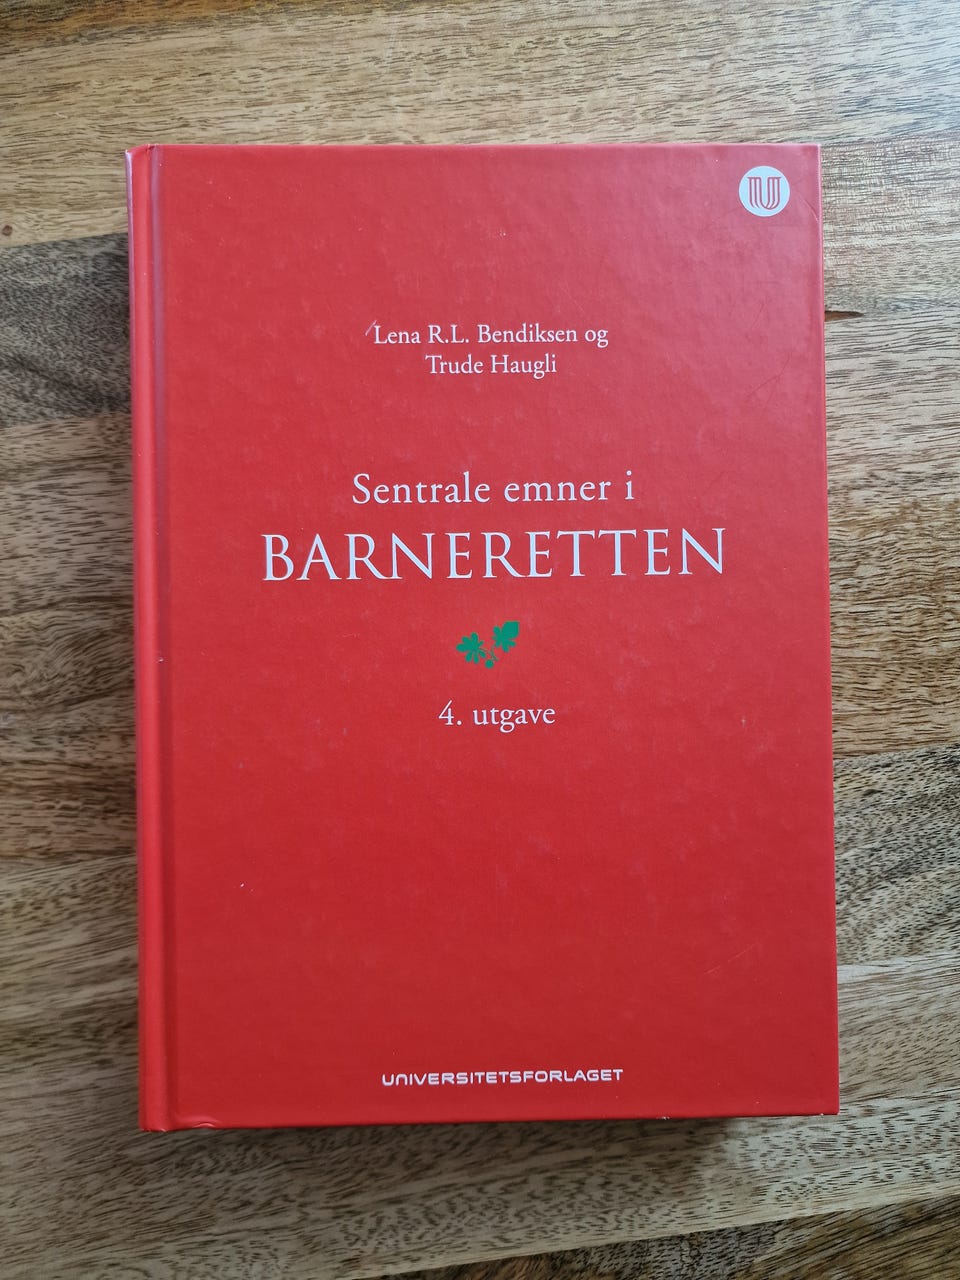 U
Lena R.L. Bendiksen og
Trude Haugli
Sentrale emner i
BARNERETTEN
4. utgave
UNIVERSITETSFORLAGET